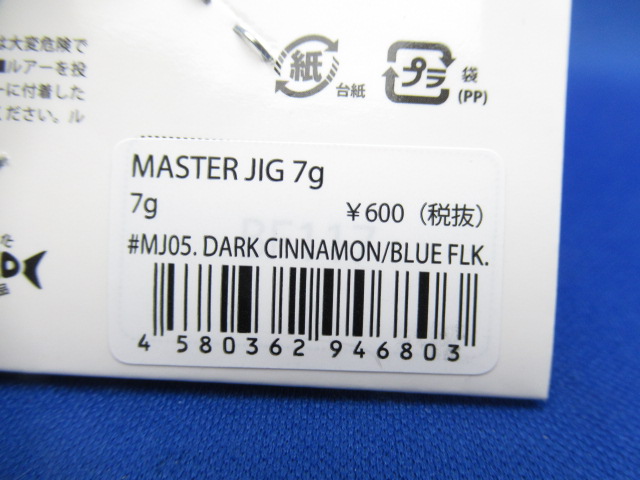 は大変危険で
ルアーを投
ーに付着した
ください。ル
紙
台紙
プラ
袋
(PP)
MASTER JIG 7g
7g
￥600（税抜）
#MJ05. DARK CINNAMON/BLUE FLK.
4 580362 946803